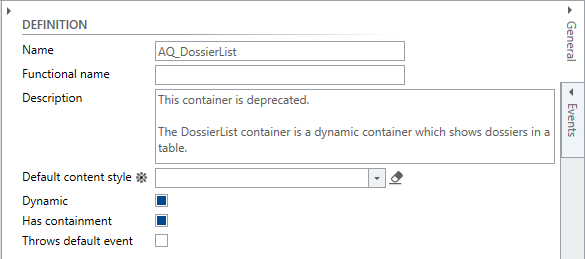 DEFINITION
Name
AQ_DossierList
Functional name
Description
This container is deprecated.
The DossierList container is a dynamic container which shows dossiers in a
table.
Default content style
Dynamic
Has containment
Throws default event
General
Events